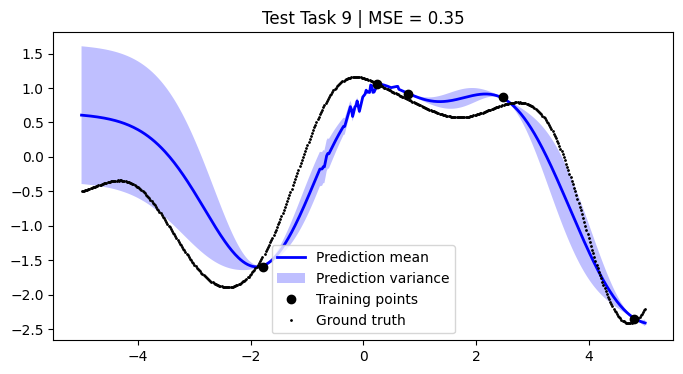 Test Task 9 | MSE = 0.35
1.5
1.0
0.5
0.0
−0.5
−1.0
−1.5
−2.0
−2.5
Prediction mean
Prediction variance
Training points
Ground truth
−4 −2 0 2 4